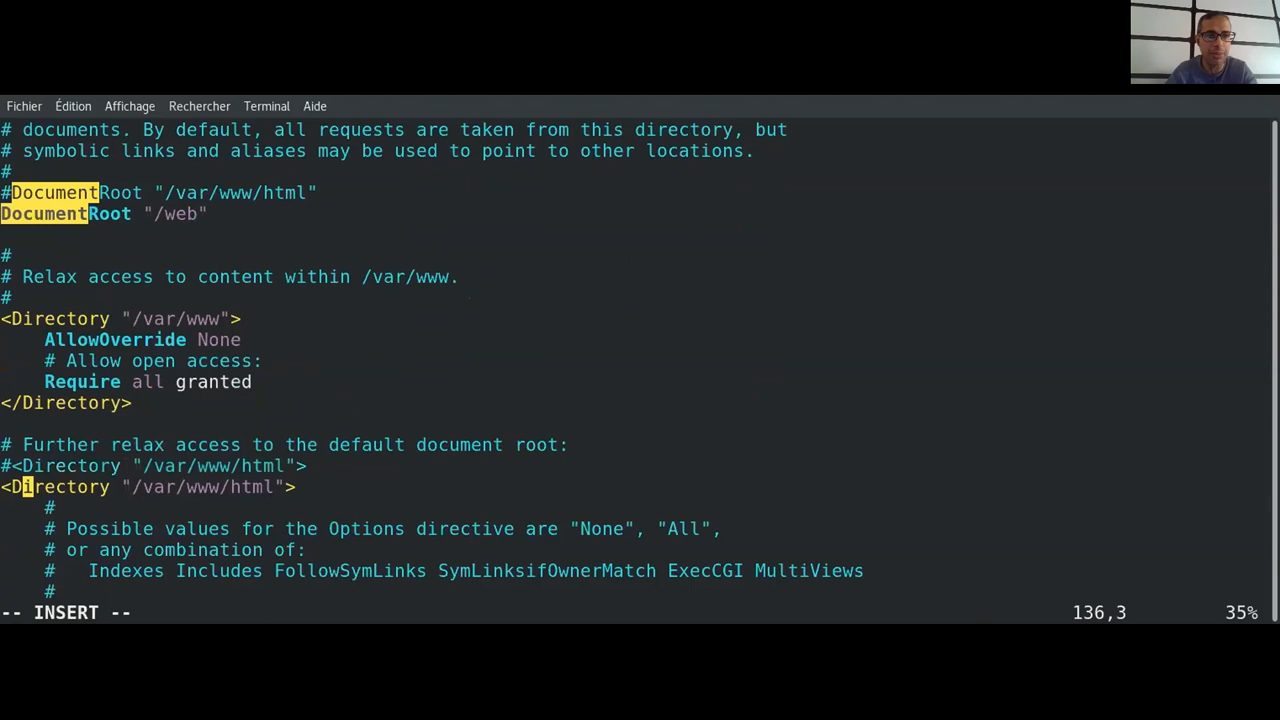 Fichier Édition Affichage Rechercher Terminal Aide
# documents. By default, all requests are taken from this directory, but
# symbolic links and aliases may be used to point to other locations.
#
#DocumentRoot "/var/www/html"
DocumentRoot "/web"
#
# Relax access to content within /var/www.
#
<Directory "/var/www">
    AllowOverride None
    # Allow open access:
    Require all granted
</Directory>
# Further relax access to the default document root:
#<Directory "/var/www/html">
<Directory "/var/www/html">
    #
    # Possible values for the Options directive are "None", "All",
    # or any combination of:
    #   Indexes Includes FollowSymLinks SymLinksifOwnerMatch ExecCGI MultiViews
    #
-- INSERT -- 136,3 35%